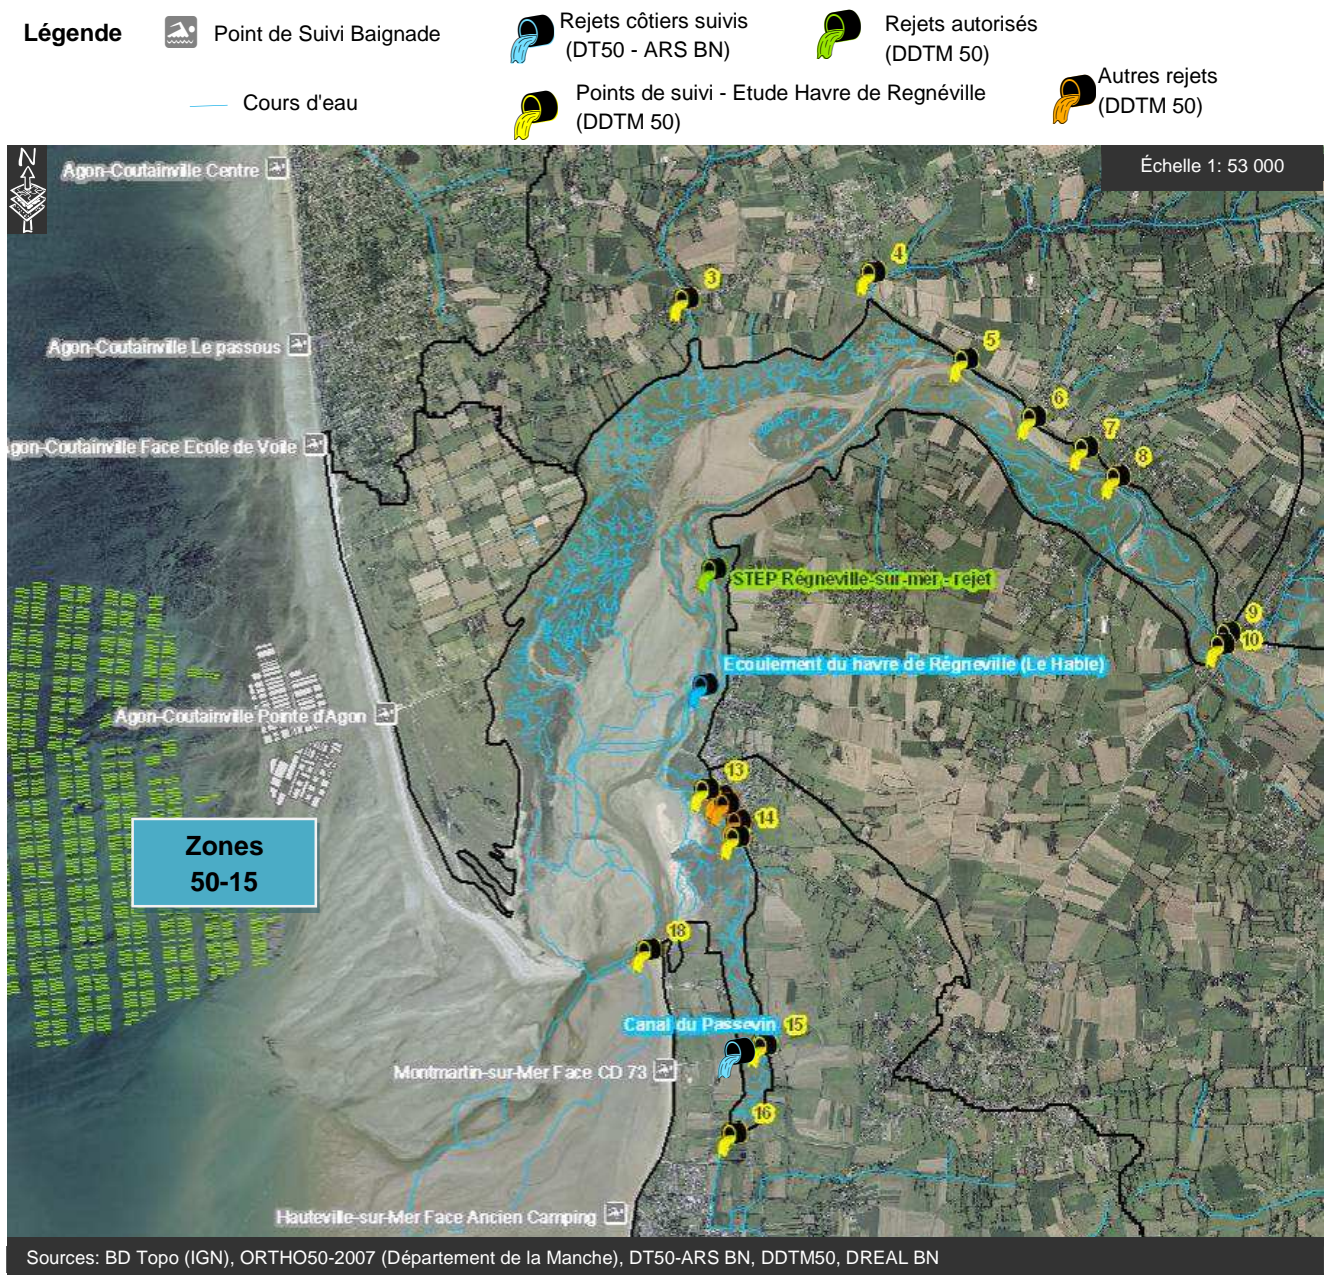 Légende
Point de Suivi Baignade
Rejets côtiers suivis
(DT50 - ARS BN)
Rejets autorisés
(DDTM 50)
Cours d'eau
Points de suivi - Etude Havre de Regnéville
(DDTM 50)
Autres rejets
(DDTM 50)
N
Échelle 1: 53 000
Agon-Coutainville Centre
3
4
Agon-Coutainville Le passous
5
6
7
8
Agon-Coutainville Face Ecole de Voile
STEP Régneville-sur-mer - rejet
9
10
Ecoulement du havre de Régneville (Le Hable)
Agon-Coutainville Pointe d'Agon
13
14
Zones
50-15
18
Canal du Passevin
15
Montmartin-sur-Mer Face CD 73
16
Hauteville-sur-Mer Face Ancien Camping
Sources: BD Topo (IGN), ORTHO50-2007 (Département de la Manche), DT50-ARS BN, DDTM50, DREAL BN